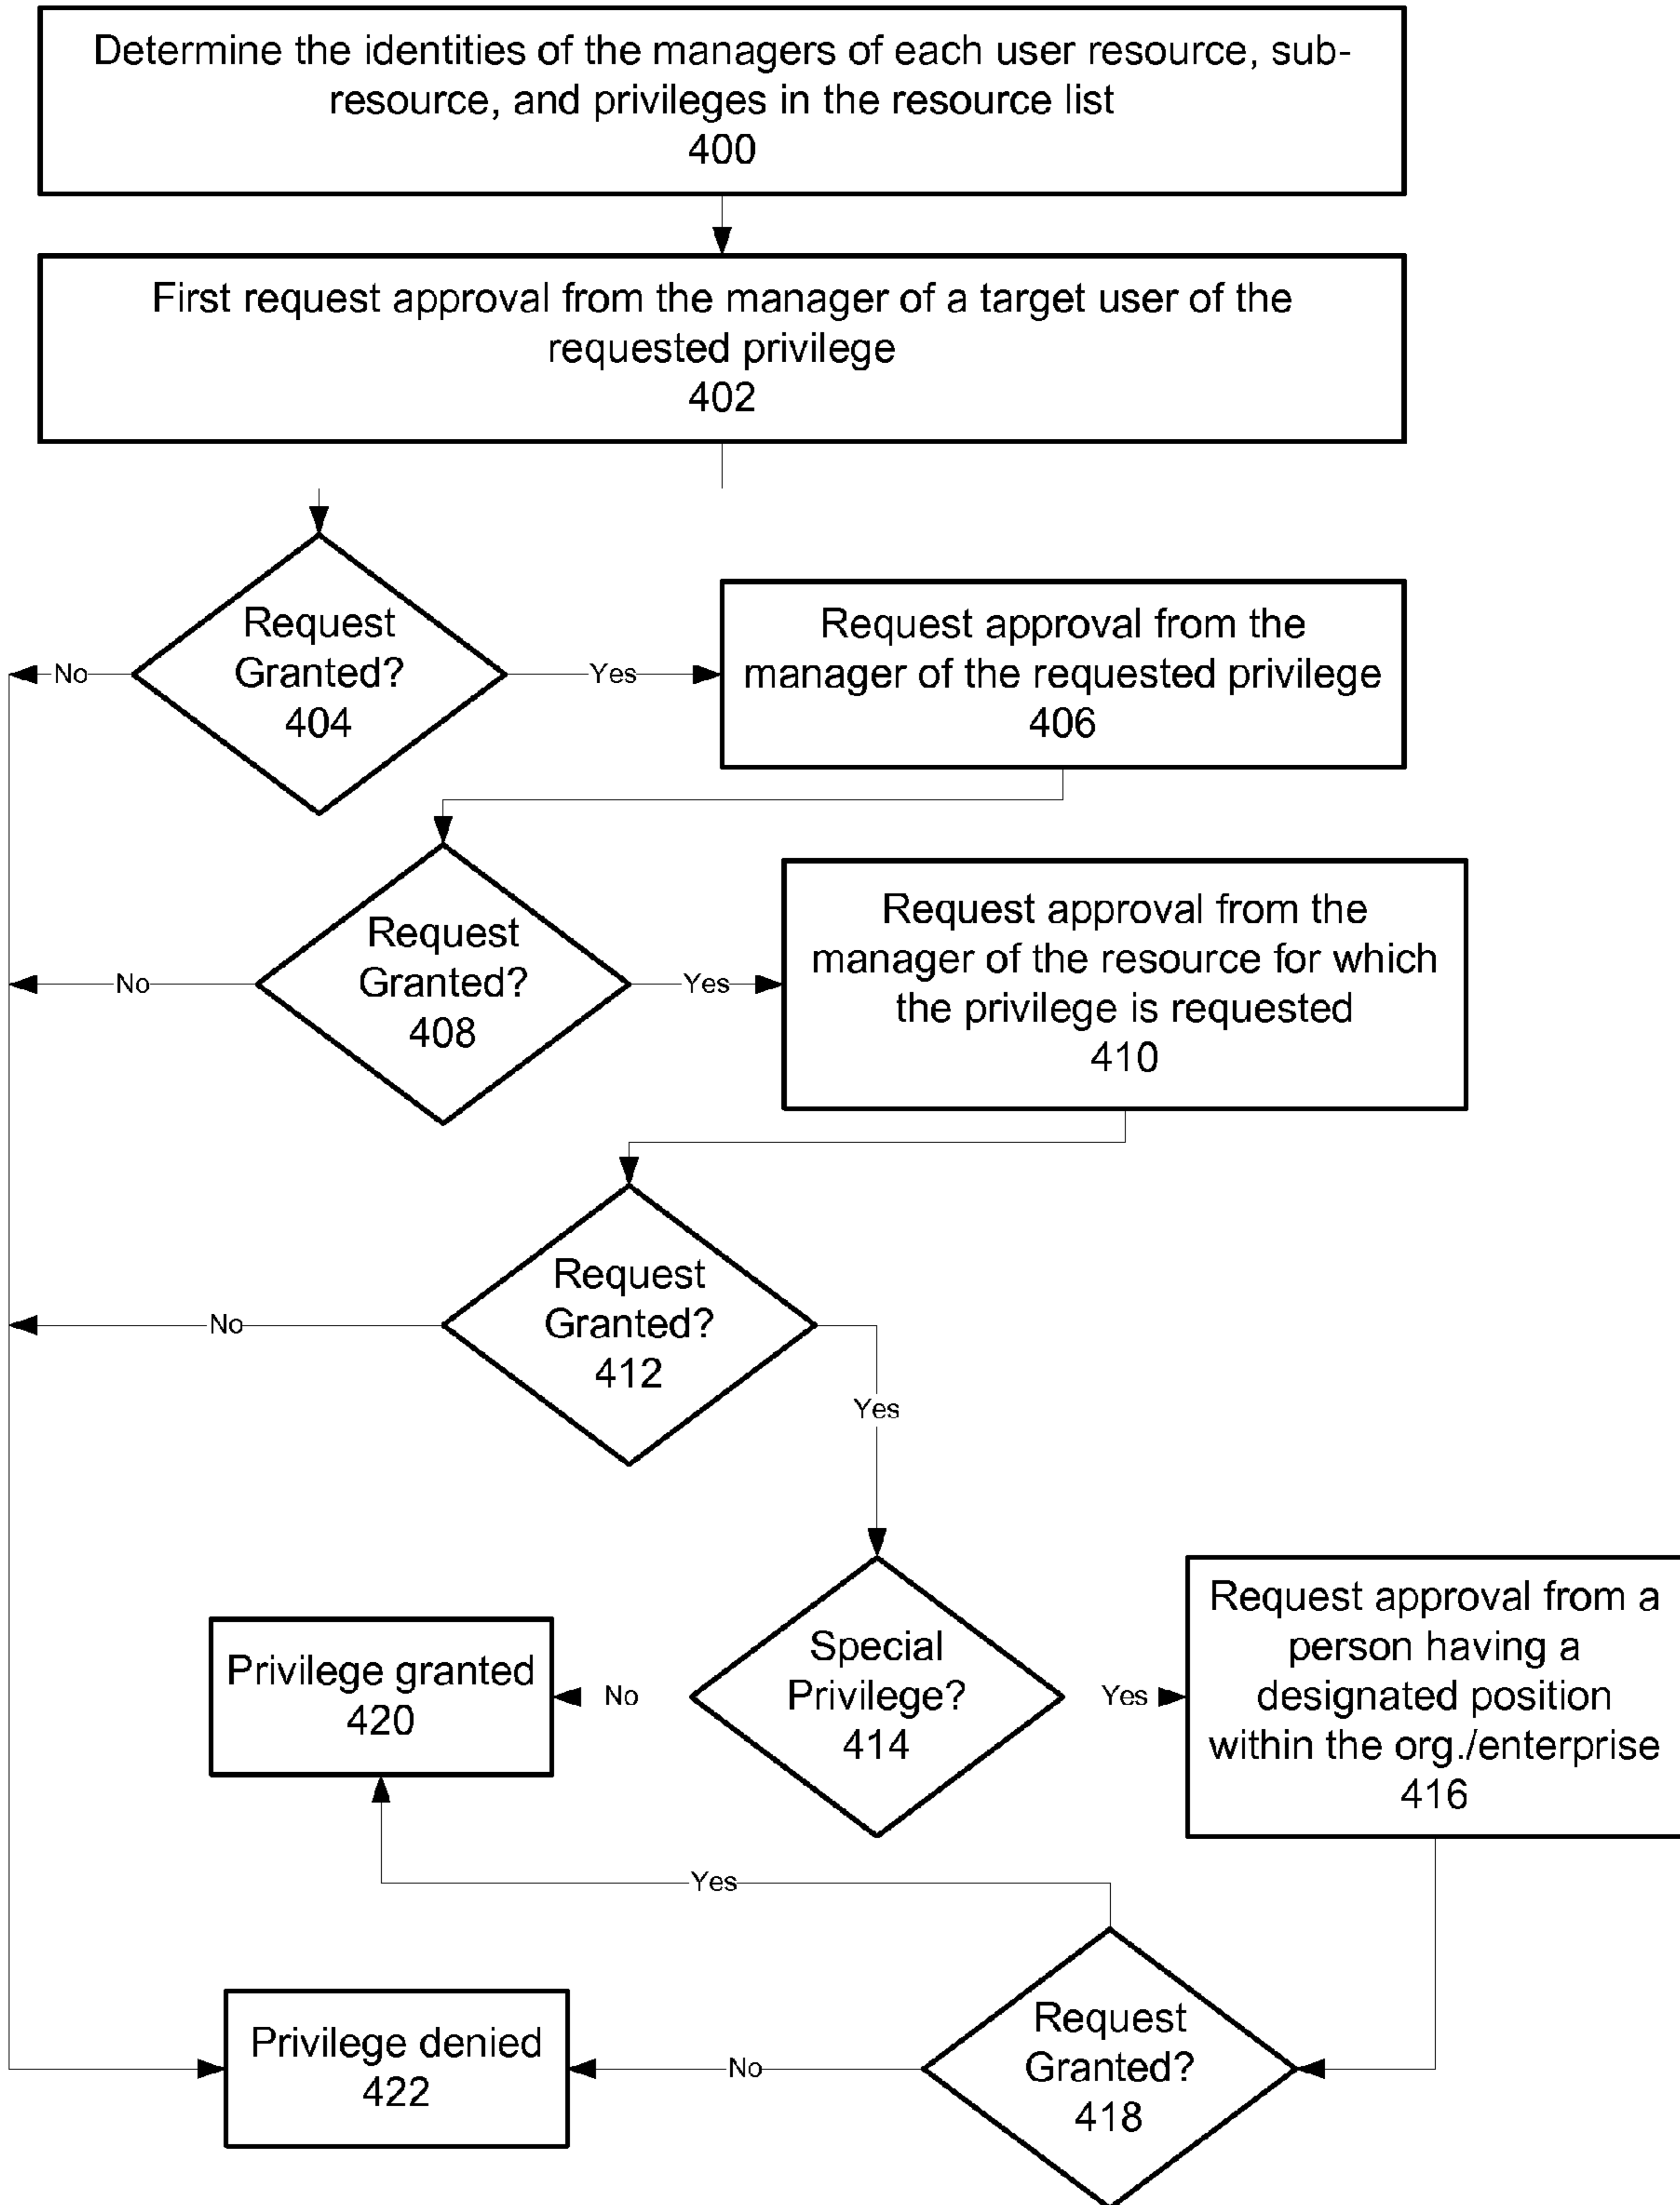 Determine the identities of the managers of each user resource, sub-
resource, and privileges in the resource list
400
First request approval from the manager of a target user of the
requested privilege
402
Request
Granted?
404
No
Yes
Request approval from the
manager of the requested privilege
406
Request
Granted?
408
No
Yes
Request approval from the
manager of the resource for which
the privilege is requested
410
Request
Granted?
412
No
Yes
Special
Privilege?
414
No
Yes
Privilege granted
420
Request approval from a
person having a
designated position
within the org./enterprise
416
Yes
Request
Granted?
418
No
Privilege denied
422